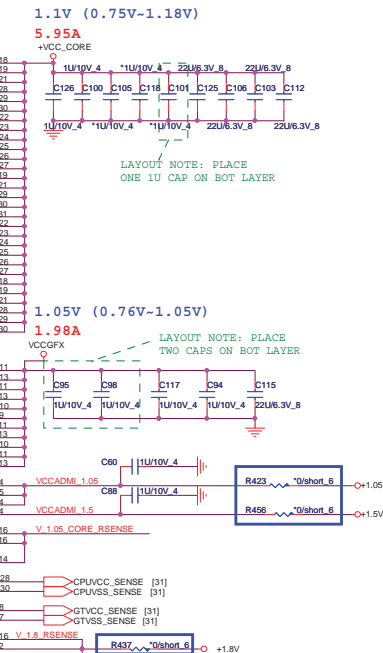 1.1V (0.75V~1.18V)
5.95A
+VCC_CORE
1U/10V_4 *1U/10V_4 22U/6.3V_8 22U/6.3V_8
C126 C100 C105 C118 C101 C125 C106 C103 C112
1U/10V_4 *1U/10V_4 *1U/10V_4 22U/6.3V_8 22U/6.3V_8
LAYOUT NOTE: PLACE
ONE 1U CAP ON BOT LAYER
1.05V (0.76V~1.05V)
1.98A
VCCGFX
LAYOUT NOTE: PLACE
TWO CAPS ON BOT LAYER
C95 C98 C117 C94 C115
1U/10V_4 1U/10V_4 1U/10V_4 1U/10V_4 22U/6.3V_8
C60 1U/10V_4
VCCADMI_1.05 R423 *0/short_6 +1.05
C88 1U/10V_4
VCCADMI_1.5 R456 *0/short_6 +1.5V
V_1.05_CORE_RSENSE
CPUVCC_SENSE [31]
CPUVSS_SENSE [31]
GTVCC_SENSE [31]
GTVSS_SENSE [31]
V_1.8_RSENSE
R437 *0/short_6 +1.8V